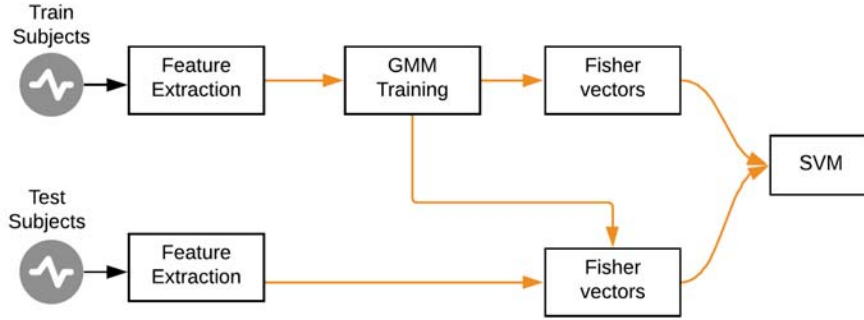 Train
Subjects
Feature
Extraction
GMM
Training
Fisher
vectors
SVM
Test
Subjects
Feature
Extraction
Fisher
vectors